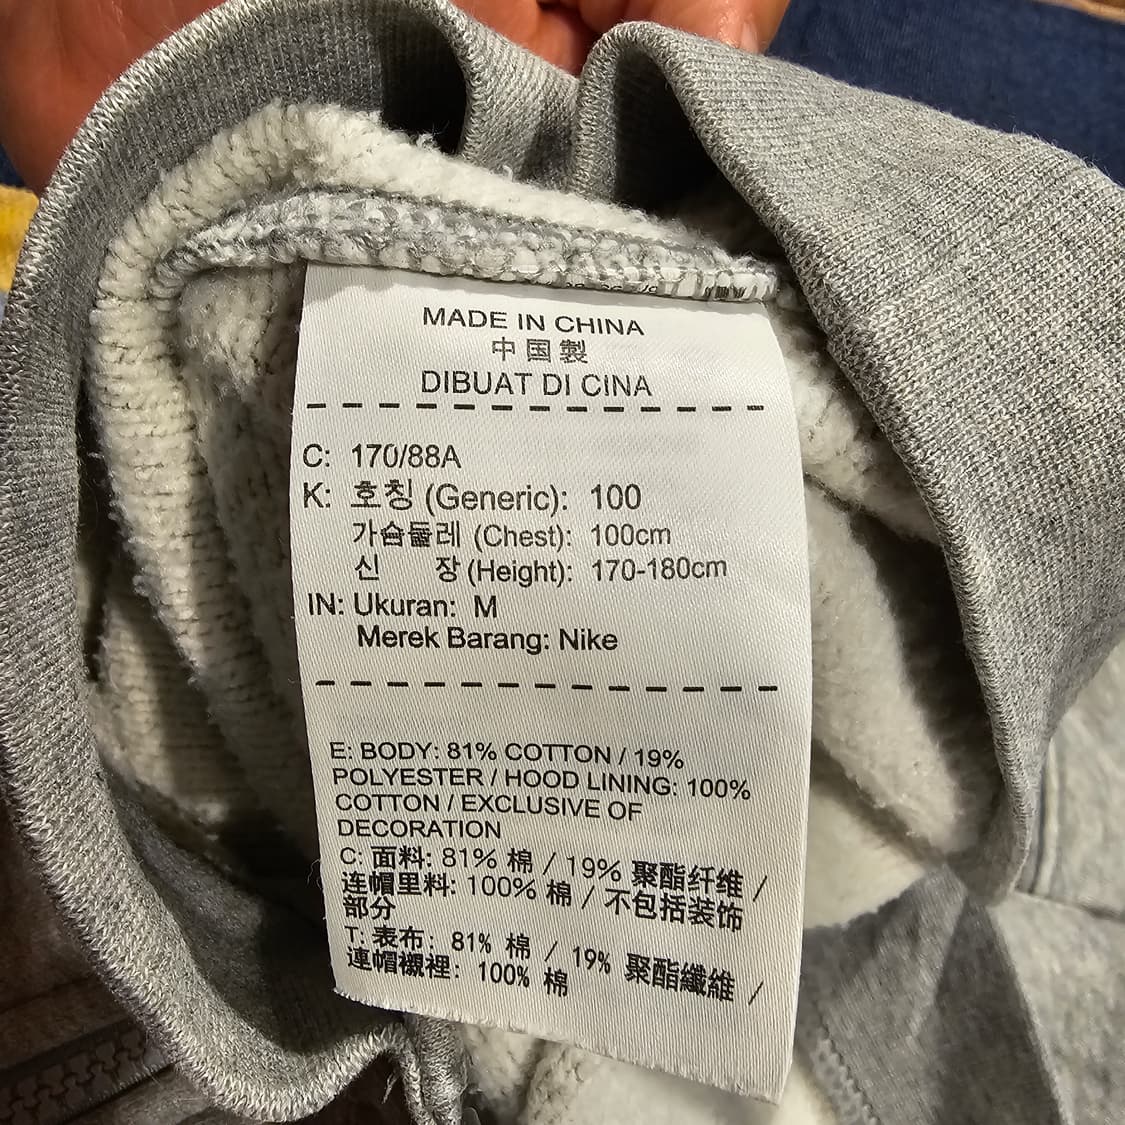 MADE IN CHINA
中国製
DIBUAT DI CINA
C: 170/88A
K: 호칭 (Generic): 100
가슴둘레 (Chest): 100cm
신 장 (Height): 170-180cm
IN: Ukuran: M
Merek Barang: Nike
E: BODY: 81% COTTON / 19%
POLYESTER / HOOD LINING: 100%
COTTON / EXCLUSIVE OF
DECORATION
C: 面料: 81% 棉 / 19% 聚酯纤维 /
连帽里料: 100% 棉 / 不包括装饰
部分
T: 表布: 81% 棉 / 19% 聚酯纖維 /
連帽襯裡: 100% 棉